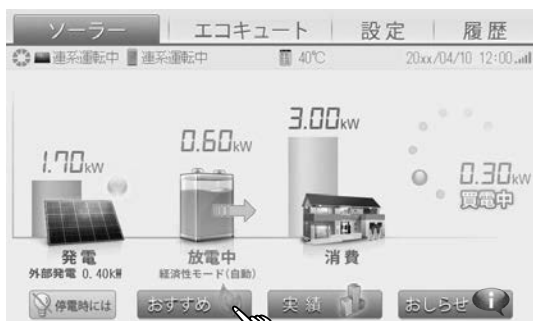 ソーラー エコキュート 設定 履歴
連系運転中 連系運転中 40℃ 20xx/04/10 12:00
3.00kW
0.60kW
1.70kW
0.30kW
買電中
発電 放電中 消費
外部発電 0.40kW 経済性モード(自動)
停電時には おすすめ 実績 おしらせ